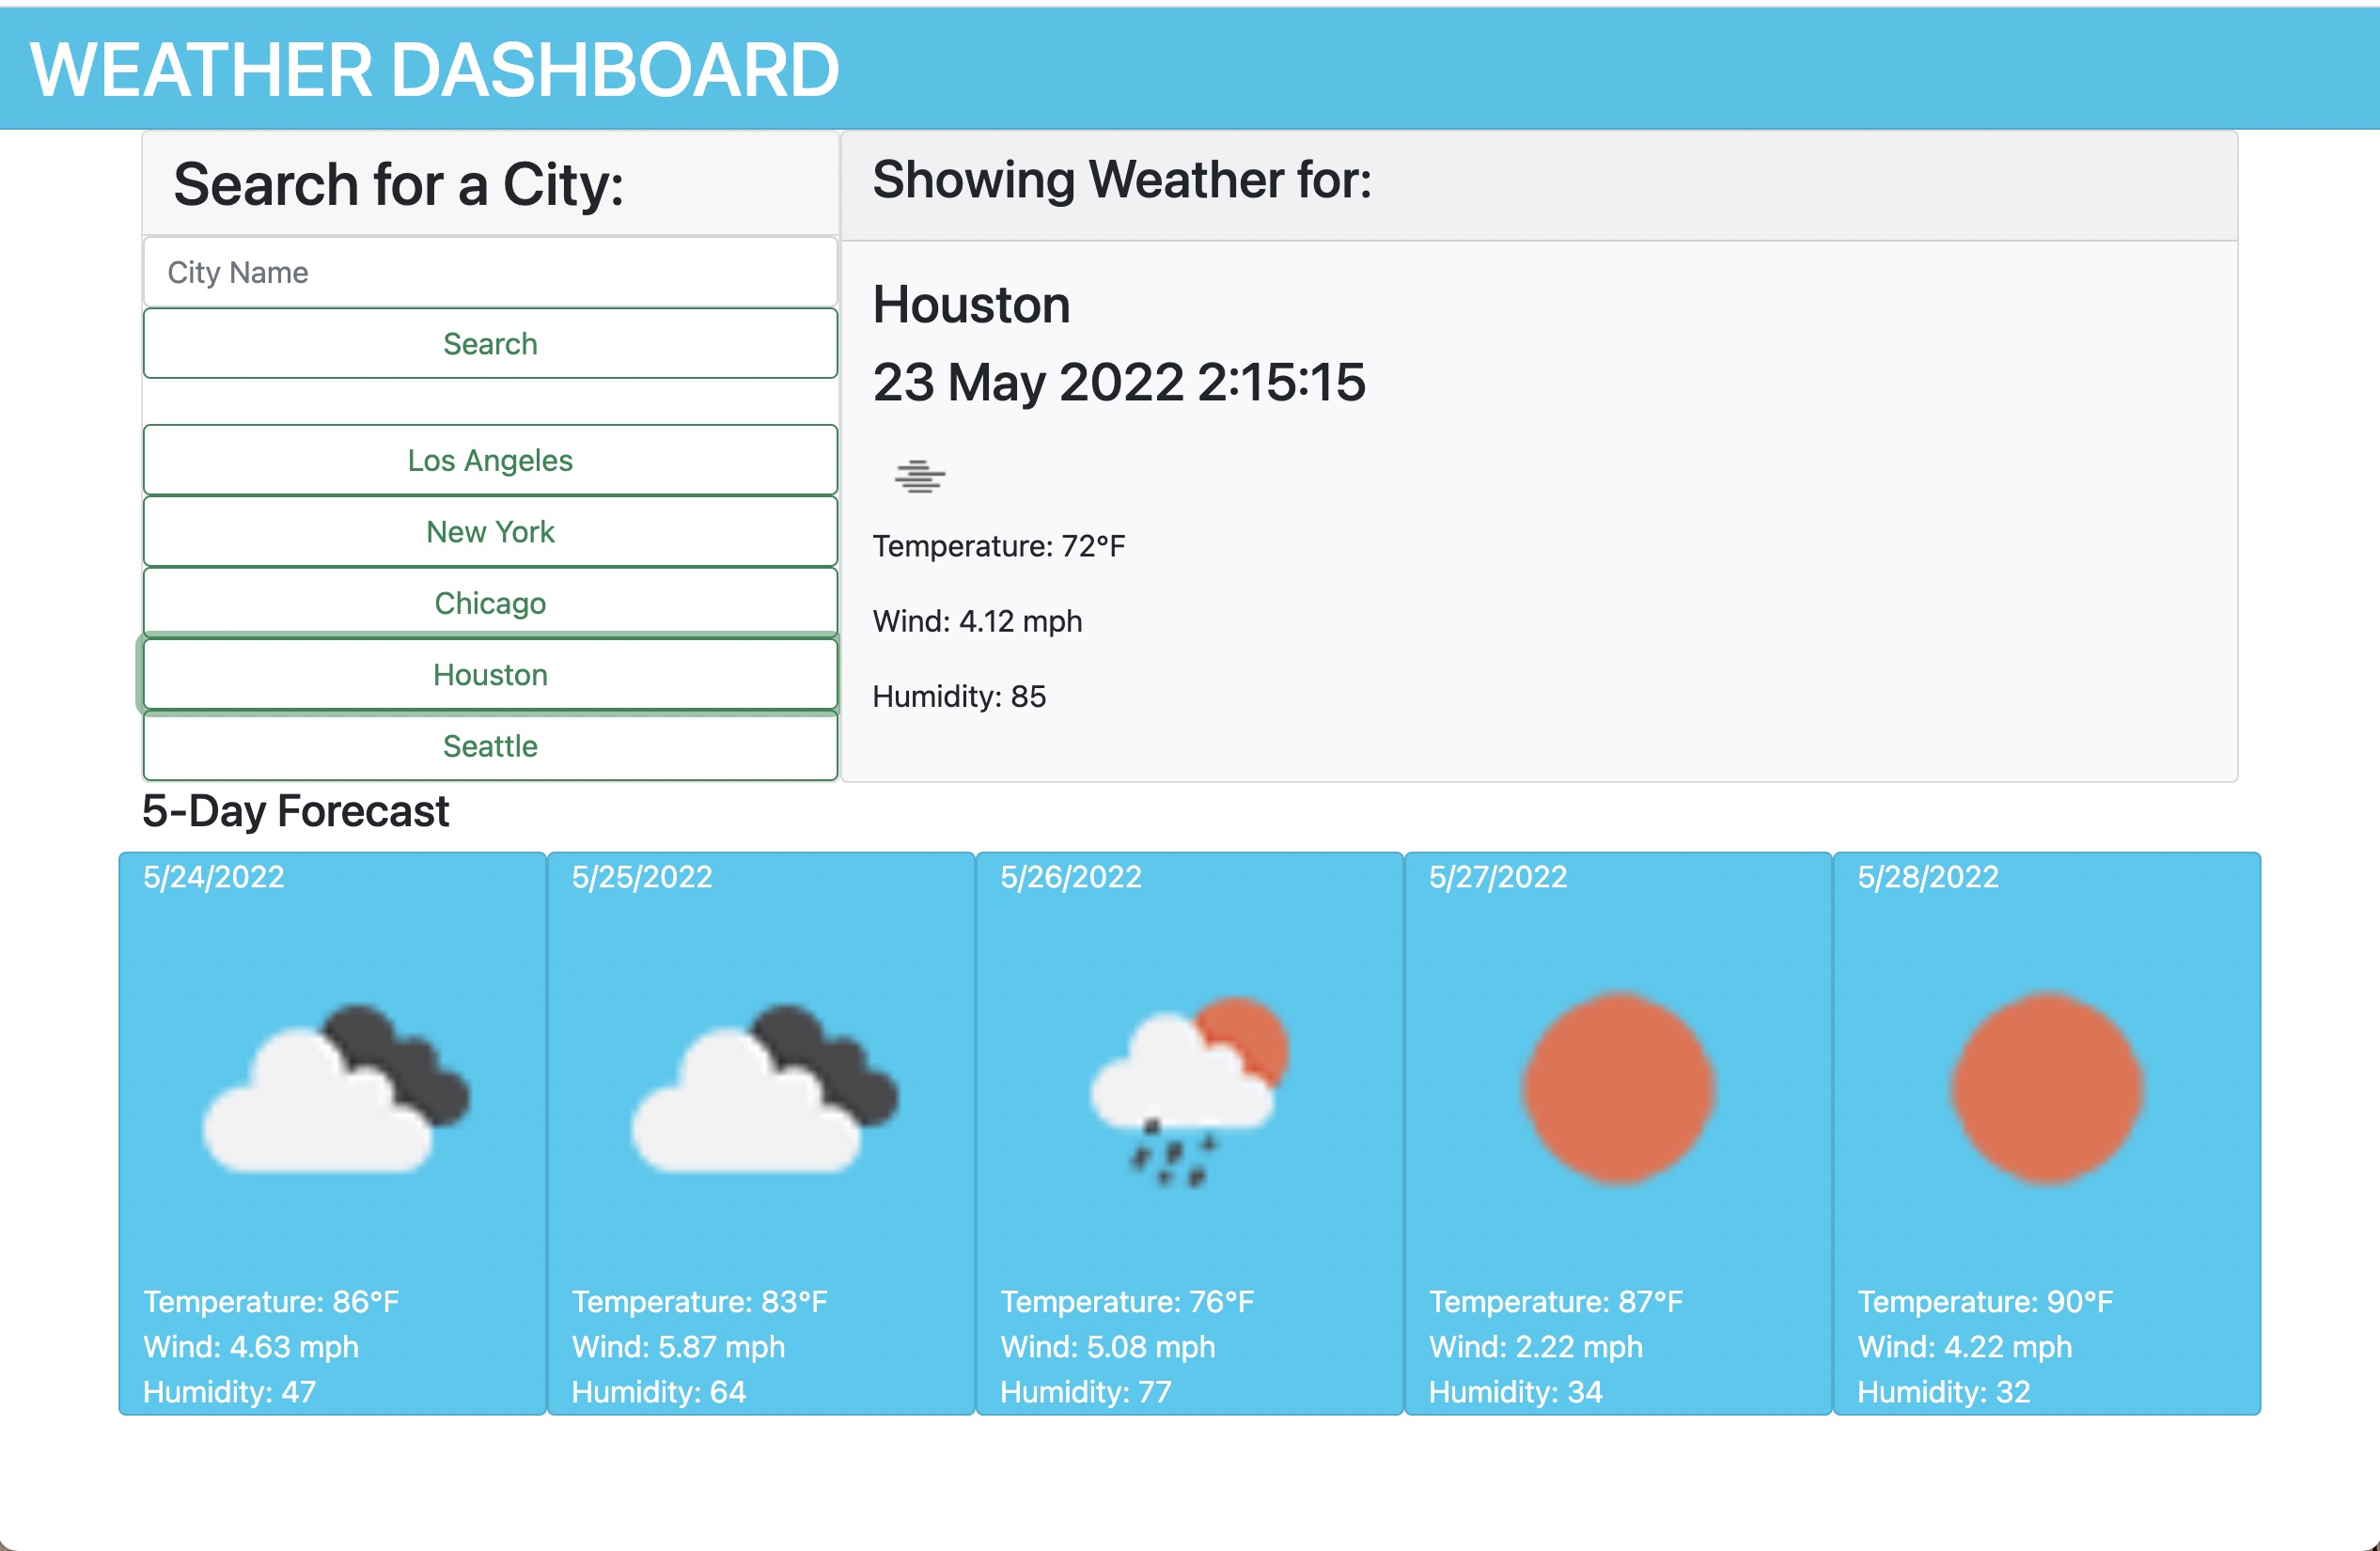 WEATHER DASHBOARD
Search for a City:
City Name
Search
Los Angeles
New York
Chicago
Houston
Seattle
Showing Weather for:
Houston
23 May 2022 2:15:15
Temperature: 72°F
Wind: 4.12 mph
Humidity: 85
5-Day Forecast
5/24/2022
Temperature: 86°F
Wind: 4.63 mph
Humidity: 47
5/25/2022
Temperature: 83°F
Wind: 5.87 mph
Humidity: 64
5/26/2022
Temperature: 76°F
Wind: 5.08 mph
Humidity: 77
5/27/2022
Temperature: 87°F
Wind: 2.22 mph
Humidity: 34
5/28/2022
Temperature: 90°F
Wind: 4.22 mph
Humidity: 32